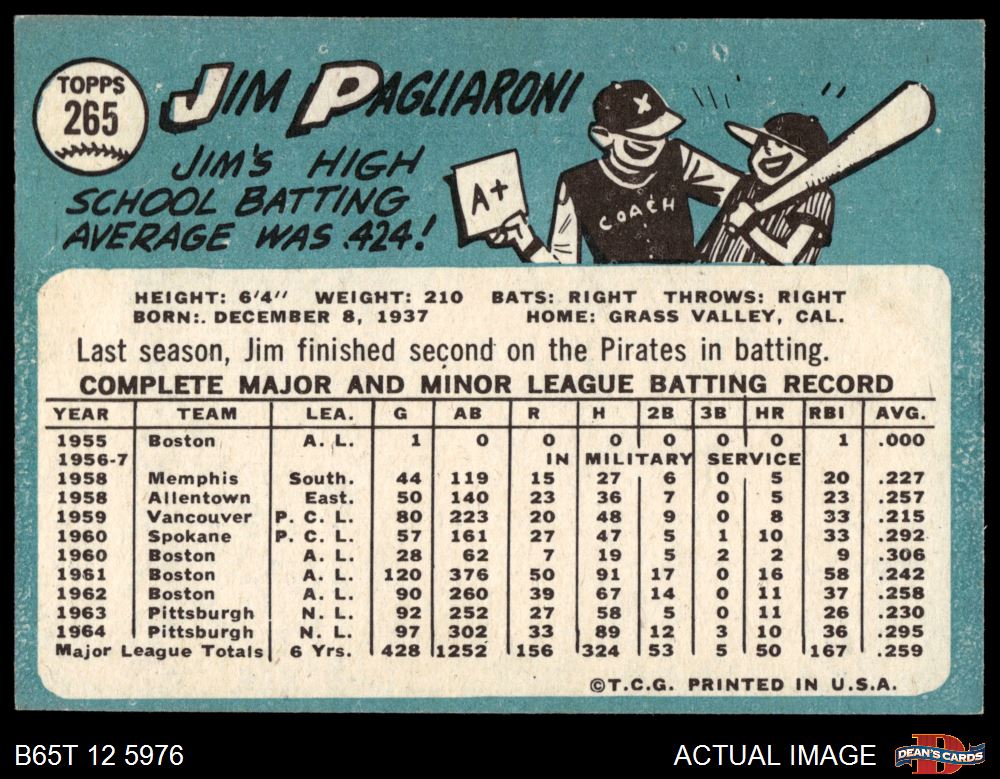 TOPPS
265
JIM PAGLIARONI
JIM'S HIGH
SCHOOL BATTING
AVERAGE WAS .424!
A+
X
COACH
HEIGHT: 6'4" WEIGHT: 210 BATS: RIGHT THROWS: RIGHT
BORN:. DECEMBER 8, 1937 HOME: GRASS VALLEY, CAL.
Last season, Jim finished second on the Pirates in batting.
COMPLETE MAJOR AND MINOR LEAGUE BATTING RECORD
YEAR TEAM LEA. G AB R H 2B 3B HR RBI AVG.
1955 Boston A. L. 1 0 0 0 0 0 0 1 .000
1956-7 IN MILITARY SERVICE
1958 Memphis South. 44 119 15 27 6 0 5 20 .227
1958 Allentown East. 50 140 23 36 7 0 5 23 .257
1959 Vancouver P. C. L. 80 223 20 48 9 0 8 33 .215
1960 Spokane P. C. L. 57 161 27 47 5 1 10 33 .292
1960 Boston A. L. 28 62 7 19 5 2 2 9 .306
1961 Boston A. L. 120 376 50 91 17 0 16 58 .242
1962 Boston A. L. 90 260 39 67 14 0 11 37 .258
1963 Pittsburgh N. L. 92 252 27 58 5 0 11 26 .230
1964 Pittsburgh N. L. 97 302 33 89 12 3 10 36 .295
Major League Totals 6 Yrs. 428 1252 156 324 53 5 50 167 .259
©T.C.G. PRINTED IN U.S.A.
B65T 12 5976 ACTUAL IMAGE D DEAN'S CARDS